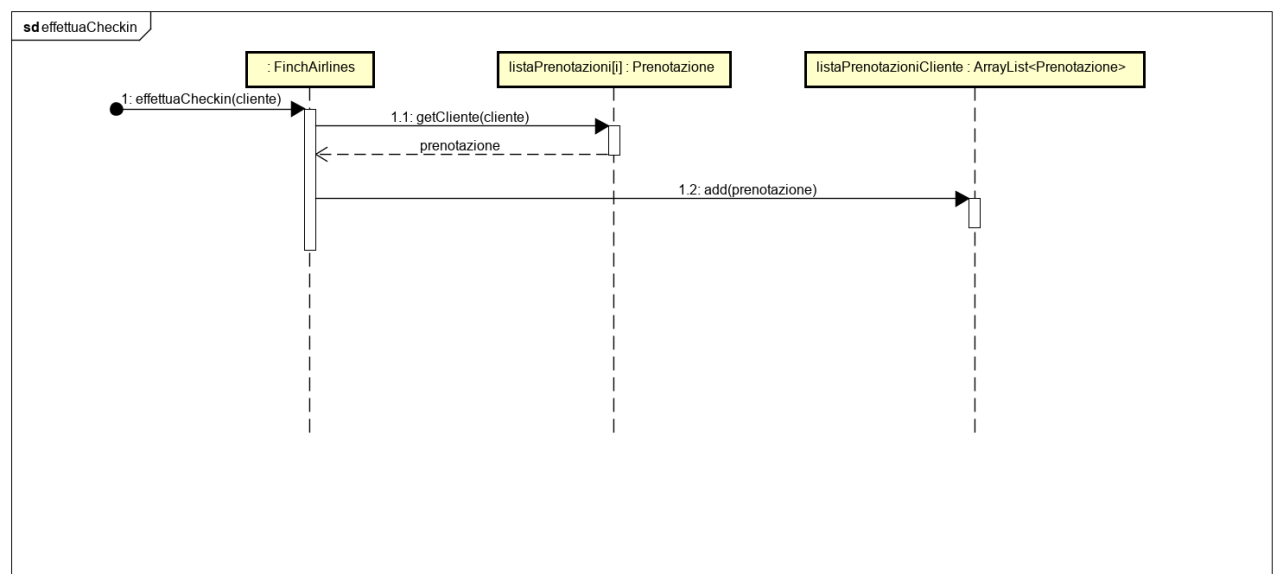 sd effettuaCheckin
: FinchAirlines
listaPrenotazioni[i] : Prenotazione
listaPrenotazioniCliente : ArrayList<Prenotazione>
1: effettuaCheckin(cliente)
1.1: getCliente(cliente)
prenotazione
1.2: add(prenotazione)